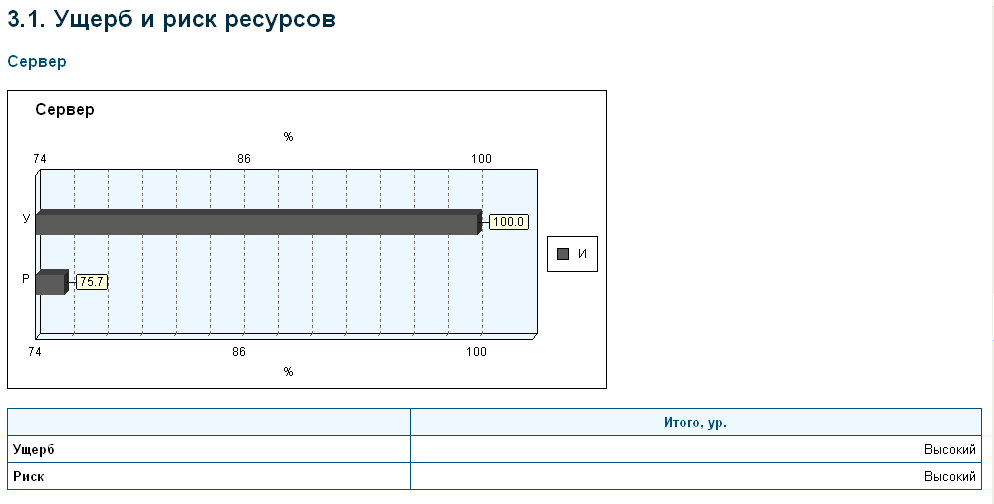 3.1. Ущерб и риск ресурсов
Сервер
Сервер
%
74 86 100
У 100.0
И
Р 75.7
74 86 100
%
Итого, ур.
Ущерб Высокий
Риск Высокий